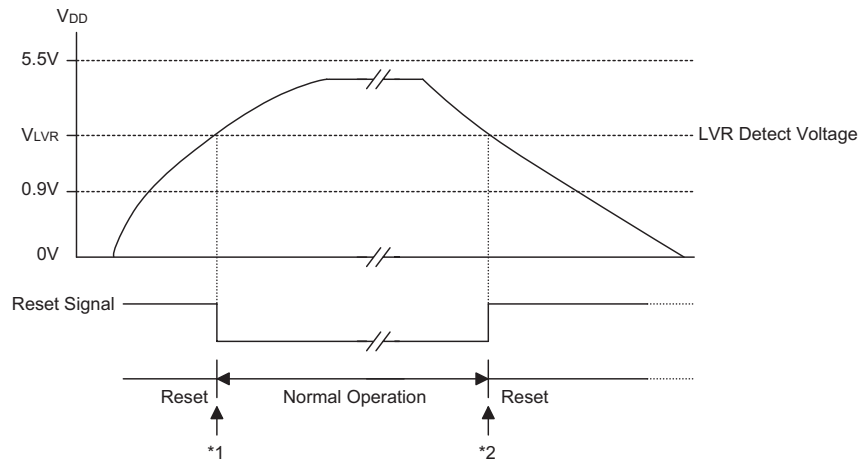 VDD
5.5V
VLVR
LVR Detect Voltage
0.9V
0V
Reset Signal
Reset
Normal Operation
Reset
*1
*2